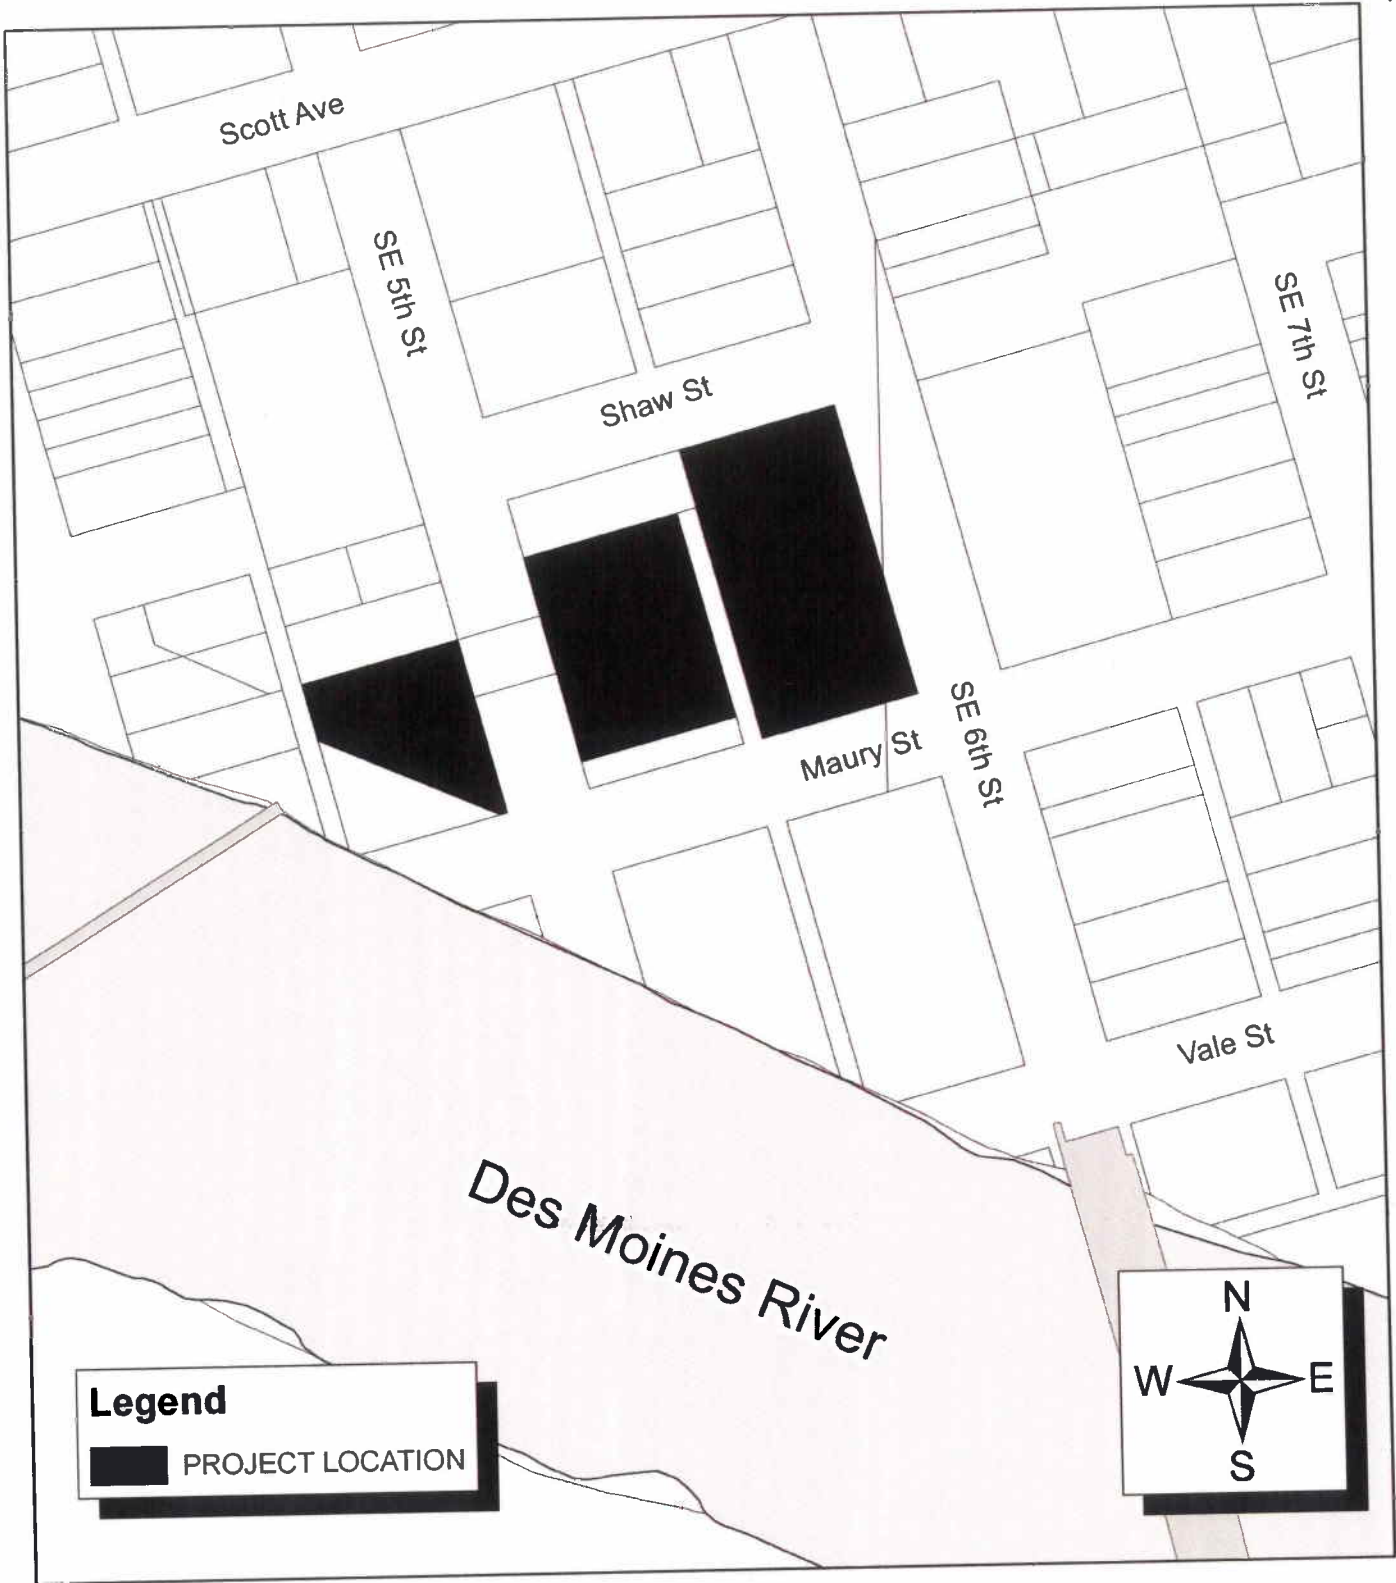 Scott Ave
SE 5th St
SE 7th St
Shaw St
SE 6th St
Maury St
Vale St
Des Moines River
N
W E
S
Legend
PROJECT LOCATION